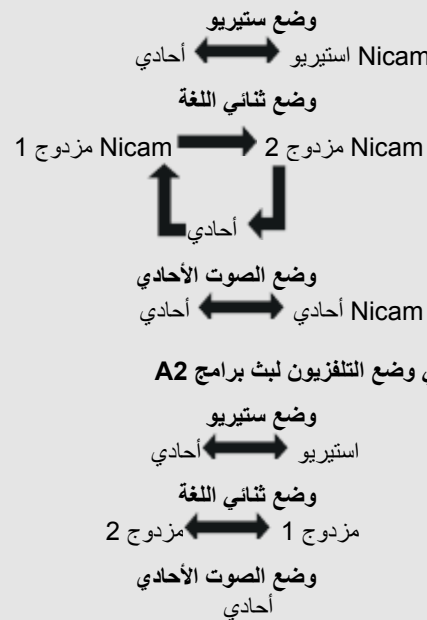 وضع ستيريو
Nicam استيريو أحادي
وضع ثنائي اللغة
Nicam مزدوج 2 Nicam مزدوج 1
أحادي
وضع الصوت الأحادي
Nicam أحادي أحادي
وضع التلفزيون لبث برامج A2
وضع ستيريو
استيريو أحادي
وضع ثنائي اللغة
مزدوج 1 مزدوج 2
وضع الصوت الأحادي
أحادي